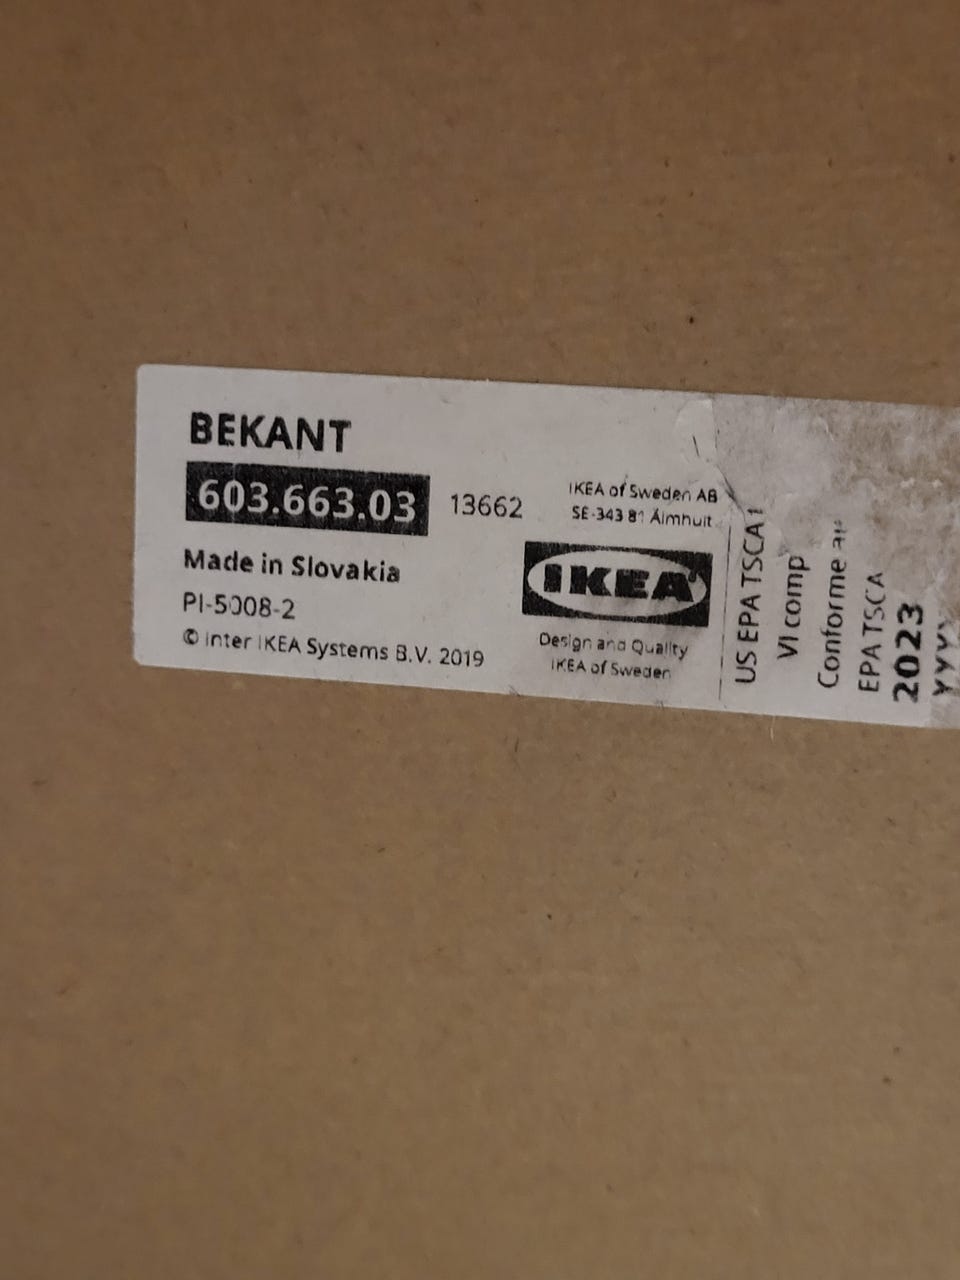 BEKANT
603.663.03
13662
IKEA of Sweden AB
SE-343 81 Älmhult
Made in Slovakia
PI-5008-2
© Inter IKEA Systems B.V. 2019
IKEA
Design and Quality
IKEA of Sweden
US EPA TSCA
VI comp
Conforme
EPA TSCA
2023